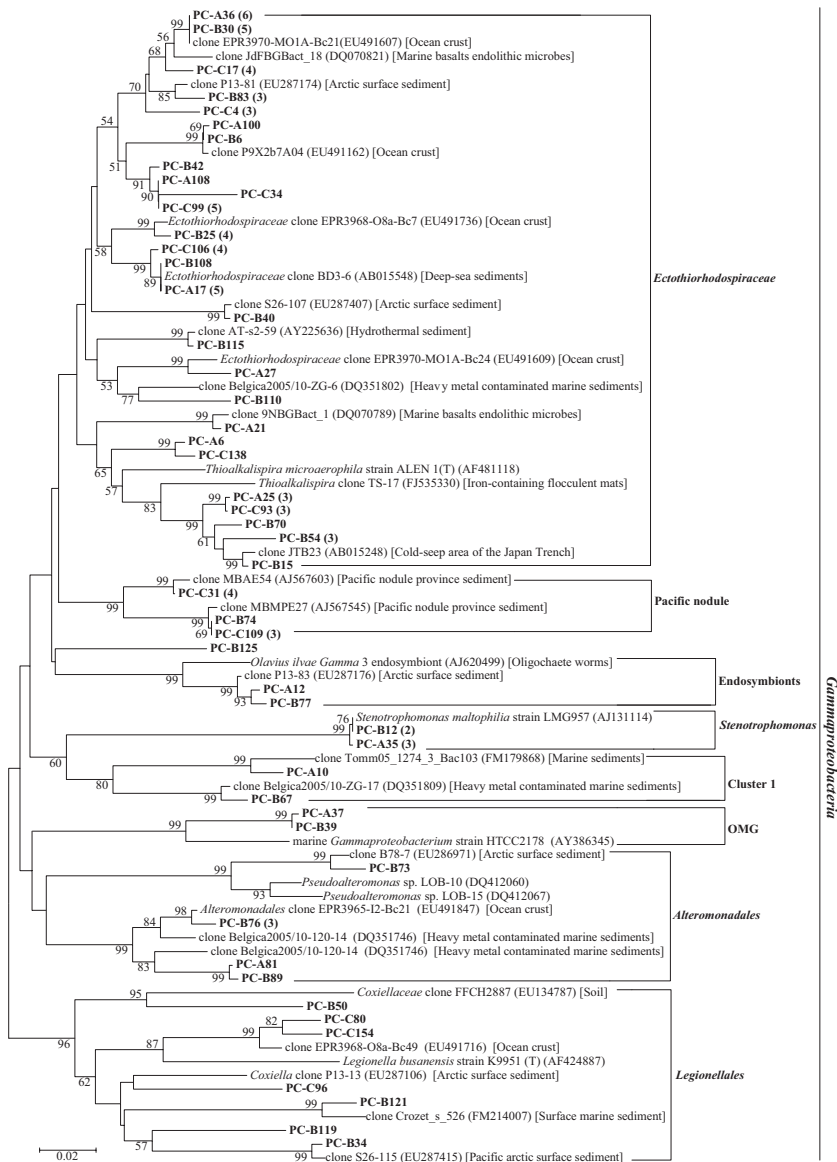 PC-A36 (6)
99
PC-B30 (5)
56
clone EPR3970-MO1A-Bc21(EU491607) [Ocean crust]
68
clone JdFBGBact_18 (DQ070821) [Marine basalts endolithic microbes]
PC-C17 (4)
70
clone P13-81 (EU287174) [Arctic surface sediment]
85
PC-B83 (3)
PC-C4 (3)
54
69
PC-A100
99
PC-B6
clone P9X2b7A04 (EU491162) [Ocean crust]
51
PC-B42
91
PC-A108
90
PC-C34
PC-C99 (5)
99
Ectothiorhodospiraceae clone EPR3968-O8a-Bc7 (EU491736) [Ocean crust]
PC-B25 (4)
58
PC-C106 (4)
99
PC-B108
89
Ectothiorhodospiraceae clone BD3-6 (AB015548) [Deep-sea sediments]
Ectothiorhodospiraceae
PC-A17 (5)
clone S26-107 (EU287407) [Arctic surface sediment]
99
PC-B40
99
clone AT-s2-59 (AY225636) [Hydrothermal sediment]
PC-B115
99
Ectothiorhodospiraceae clone EPR3970-MO1A-Bc24 (EU491609) [Ocean crust]
PC-A27
53
clone Belgica2005/10-ZG-6 (DQ351802) [Heavy metal contaminated marine sediments]
77
PC-B110
99
clone 9NBGBact_1 (DQ070789) [Marine basalts endolithic microbes]
PC-A21
99
PC-A6
PC-C138
65
Thioalkalispira microaerophila strain ALEN 1(T) (AF481118)
57
Thioalkalispira clone TS-17 (FJ535330) [Iron-containing flocculent mats]
83
99
PC-A25 (3)
PC-C93 (3)
99
PC-B70
61
PC-B54 (3)
clone JTB23 (AB015248) [Cold-seep area of the Japan Trench]
99
PC-B15
99
clone MBAE54 (AJ567603) [Pacific nodule province sediment]
PC-C31 (4)
99
Pacific nodule
clone MBMPE27 (AJ567545) [Pacific nodule province sediment]
99
PC-B74
69
PC-C109 (3)
PC-B125
Olavius ilvae Gamma 3 endosymbiont (AJ620499) [Oligochaete worms]
99
clone P13-83 (EU287176) [Arctic surface sediment]
Endosymbionts
99
PC-A12
93
PC-B77
Gammaproteobacteria
76
Stenotrophomonas maltophilia strain LMG957 (AJ131114)
99
PC-B12 (2)
Stenotrophomonas
PC-A35 (3)
60
99
clone Tomm05_1274_3_Bac103 (FM179868) [Marine sediments]
PC-A10
80
clone Belgica2005/10-ZG-17 (DQ351809) [Heavy metal contaminated marine sediments]
Cluster 1
99
PC-B67
99
PC-A37
99
PC-B39
OMG
marine Gammaproteobacterium strain HTCC2178 (AY386345)
99
clone B78-7 (EU286971) [Arctic surface sediment]
99
PC-B73
Pseudoalteromonas sp. LOB-10 (DQ412060)
93
Pseudoalteromonas sp. LOB-15 (DQ412067)
98
Alteromonadales clone EPR3965-I2-Bc21 (EU491847) [Ocean crust]
Alteromonadales
84
PC-B76 (3)
clone Belgica2005/10-120-14 (DQ351746) [Heavy metal contaminated marine sediments]
99
clone Belgica2005/10-120-14 (DQ351746) [Heavy metal contaminated marine sediments]
83
PC-A81
99
PC-B89
95
Coxiellaceae clone FFCH2887 (EU134787) [Soil]
PC-B50
82
PC-C80
96
99
PC-C154
87
clone EPR3968-O8a-Bc49 (EU491716) [Ocean crust]
Legionella busanensis strain K9951 (T) (AF424887)
62
Coxiella clone P13-13 (EU287106) [Arctic surface sediment]
Legionellales
PC-C96
99
PC-B121
clone Crozet_s_526 (FM214007) [Surface marine sediment]
PC-B119
57
PC-B34
0.02
99
clone S26-115 (EU287415) [Pacific arctic surface sediment]